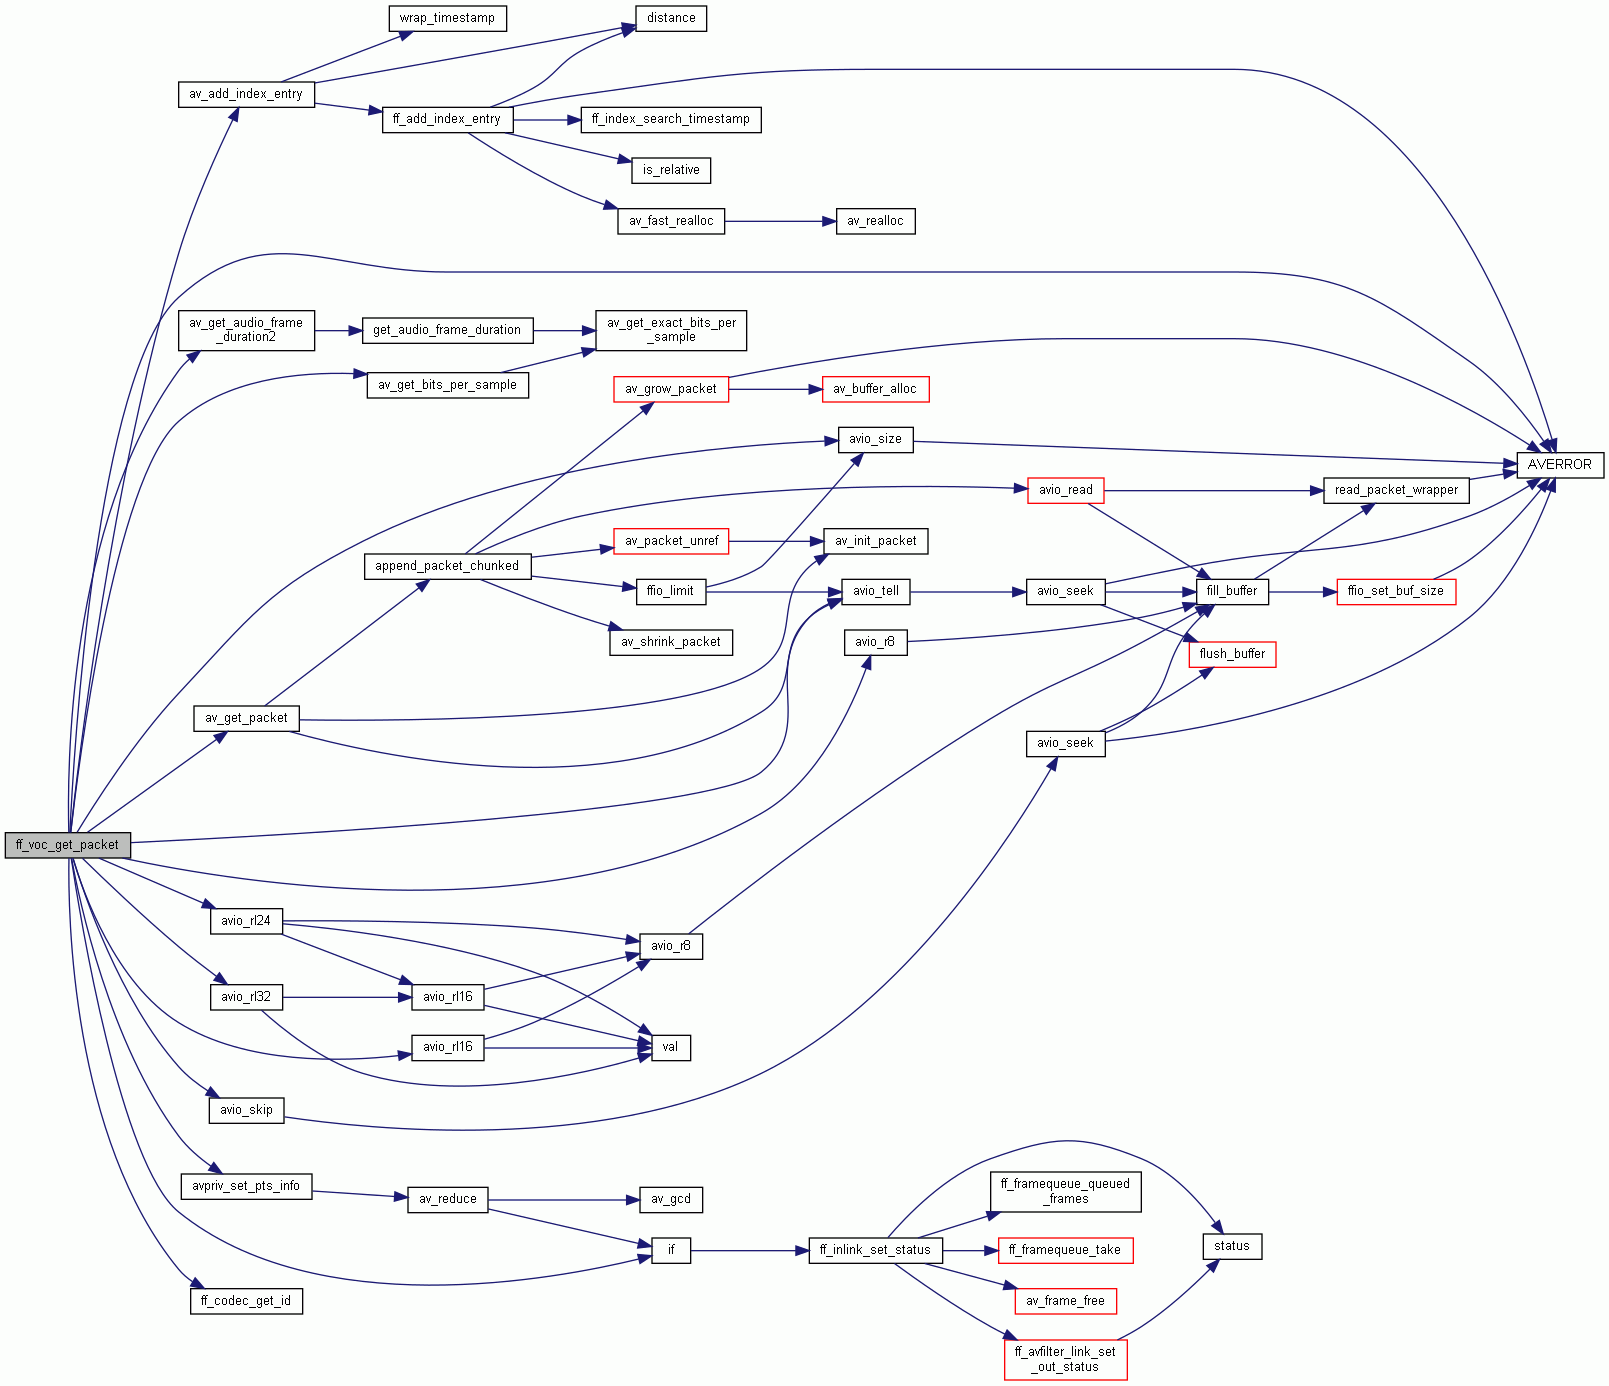 wrap_timestamp
distance
av_add_index_entry
ff_add_index_entry
ff_index_search_timestamp
is_relative
av_fast_realloc
av_realloc
av_get_audio_frame
_duration2
get_audio_frame_duration
av_get_exact_bits_per
_sample
av_get_bits_per_sample
av_grow_packet
av_buffer_alloc
avio_size
AVERROR
avio_read
read_packet_wrapper
append_packet_chunked
av_packet_unref
av_init_packet
ffio_limit
avio_tell
avio_seek
fill_buffer
ffio_set_buf_size
av_shrink_packet
avio_r8
flush_buffer
av_get_packet
avio_seek
ff_voc_get_packet
avio_rl24
avio_r8
avio_rl32
avio_rl16
avio_rl16
val
avio_skip
avpriv_set_pts_info
av_reduce
av_gcd
ff_framequeue_queued
_frames
if
ff_inlink_set_status
ff_framequeue_take
status
ff_codec_get_id
av_frame_free
ff_avfilter_link_set
_out_status